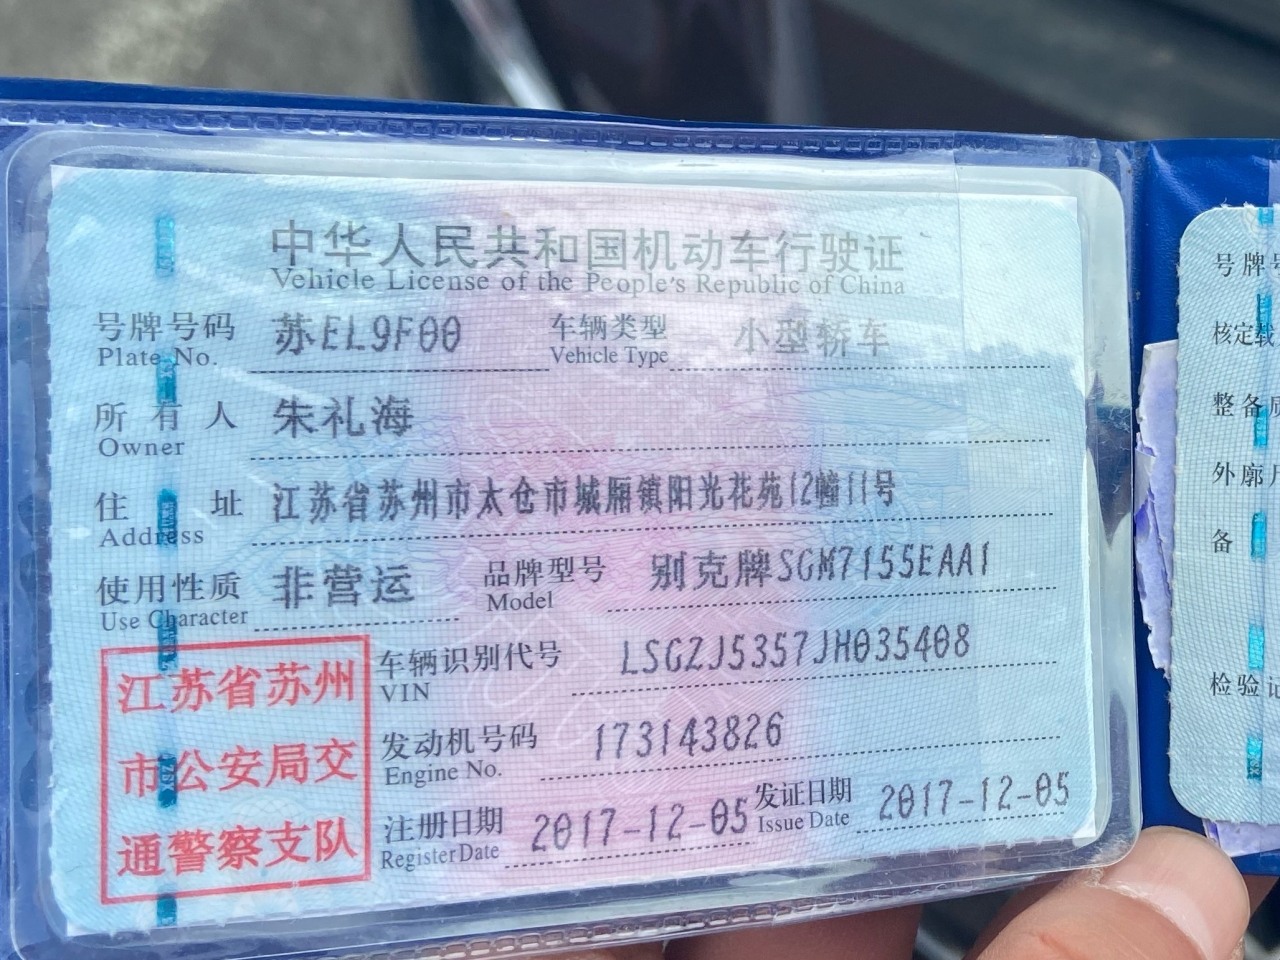 中华人民共和国机动车行驶证
Vehicle License of the People's Republic of China
号牌号码 苏EL9F00 车辆类型 小型轿车
Plate No. Vehicle Type
所有人 朱礼海
Owner
住址 江苏省苏州市太仓市城厢镇阳光花苑12幢11号
Address
使用性质 非营运 品牌型号 别克牌SGM7155EAA1
Use Character Model
车辆识别代号 LSGZJ5357JH035408
VIN
发动机号码 173143826
Engine No.
注册日期 2017-12-05 发证日期 2017-12-05
Register Date Issue Date
江苏省苏州
市公安局交
通警察支队
号牌号
核定载
整备质
外廓尺
备
检验记